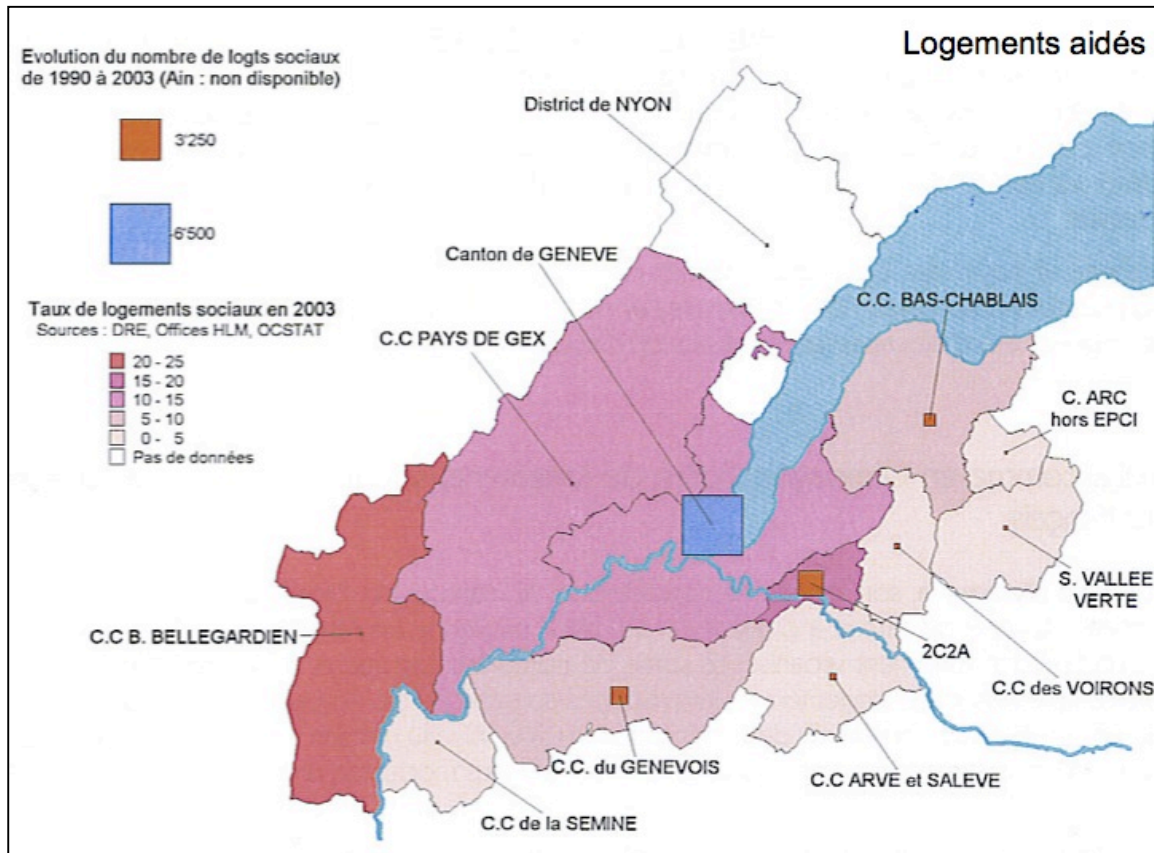 Logements aidés
Evolution du nombre de logts sociaux
de 1990 à 2003 (Ain : non disponible)
3'250
6'500
Taux de logements sociaux en 2003
Sources : DRE, Offices HLM, OCSTAT
20 - 25
15 - 20
10 - 15
5 - 10
0 - 5
Pas de données
District de NYON
Canton de GENEVE
C.C PAYS DE GEX
C.C. BAS-CHABLAIS
C. ARC
hors EPCI
S. VALLEE
VERTE
C.C B. BELLEGARDIEN
2C2A
C.C des VOIRONS
C.C. du GENEVOIS
C.C ARVE et SALEVE
C.C de la SEMINE